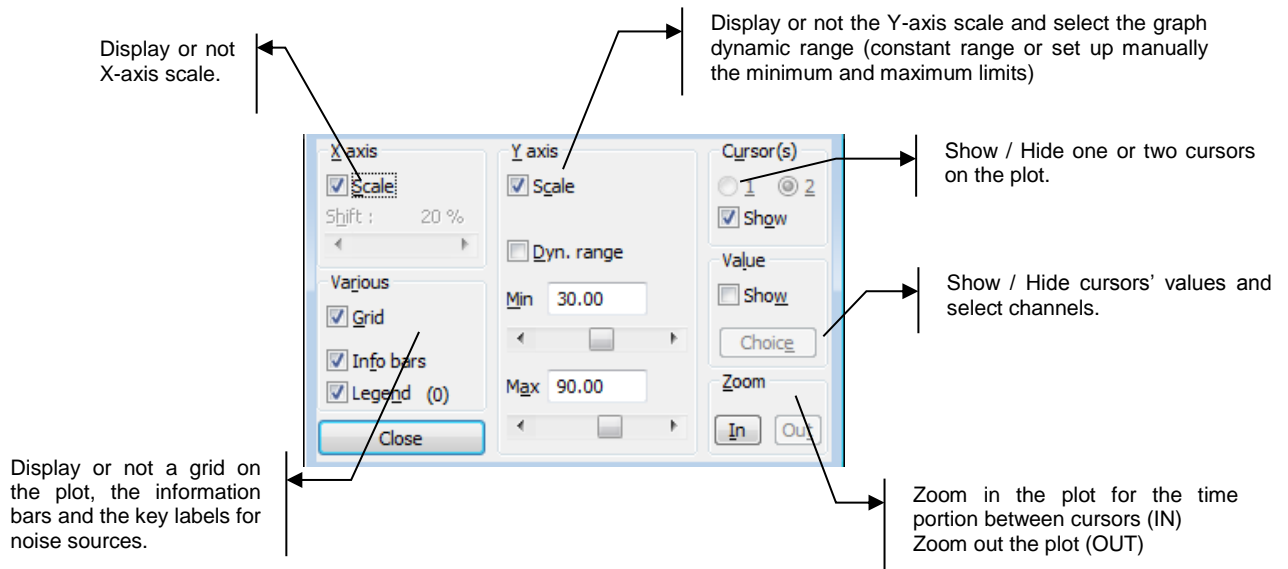 Display or not the Y-axis scale and select the graph
dynamic range (constant range or set up manually
the minimum and maximum limits)
Display or not
X-axis scale.
X axis
Scale
Shift : 20 %
Various
Grid
Info bars
Legend (0)
Close
Y axis
Scale
Dyn. range
Min 30.00
Max 90.00
Cursor(s)
1 2
Show
Value
Show
Choice
Zoom
In Out
Show / Hide one or two cursors
on the plot.
Show / Hide cursors' values and
select channels.
Display or not a grid on
the plot, the information
bars and the key labels for
noise sources.
Zoom in the plot for the time
portion between cursors (IN)
Zoom out the plot (OUT)